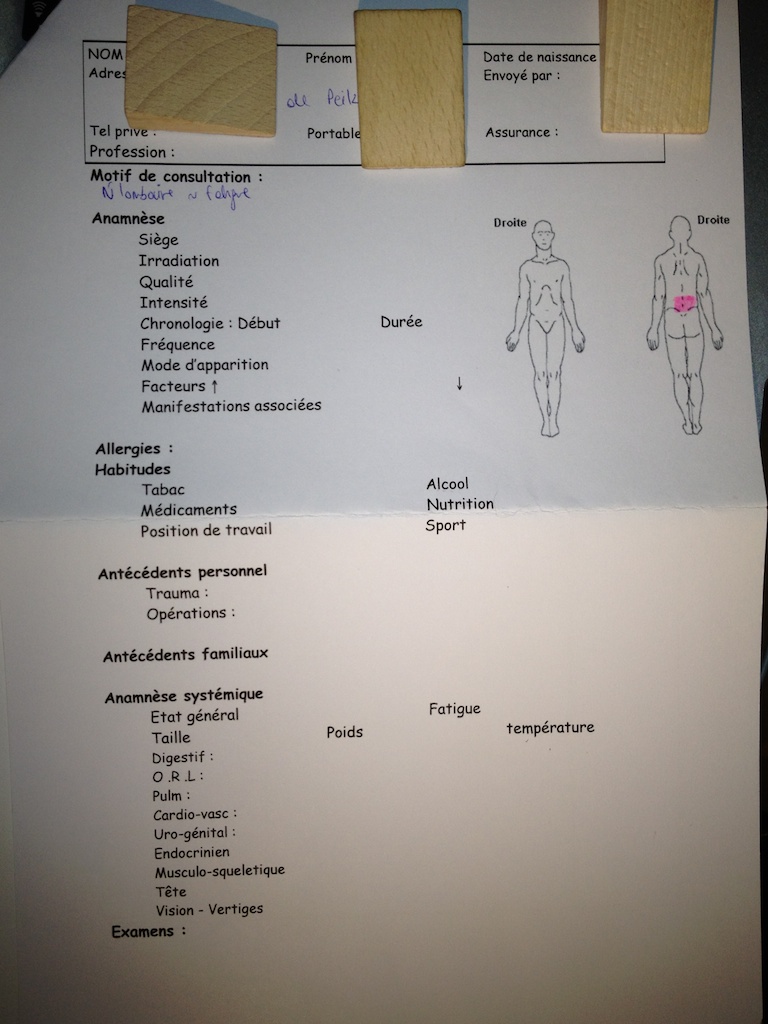 NOM Prénom Date de naissance
Adres Envoyé par :
de Peilz
Tel privé : Portable Assurance :
Profession :
Motif de consultation :
lombaire ~ fatigue
Anamnèse
Droite Droite
Siège
Irradiation
Qualité
Intensité
Chronologie : Début Durée
Fréquence
Mode d'apparition
Facteurs ↑ ↓
Manifestations associées
Allergies :
Habitudes
Tabac Alcool
Médicaments Nutrition
Position de travail Sport
Antécédents personnel
Trauma :
Opérations :
Antécédents familiaux
Anamnèse systémique
Etat général Fatigue
Taille Poids température
Digestif :
O .R .L :
Pulm :
Cardio-vasc :
Uro-génital :
Endocrinien
Musculo-squeletique
Tête
Vision - Vertiges
Examens :